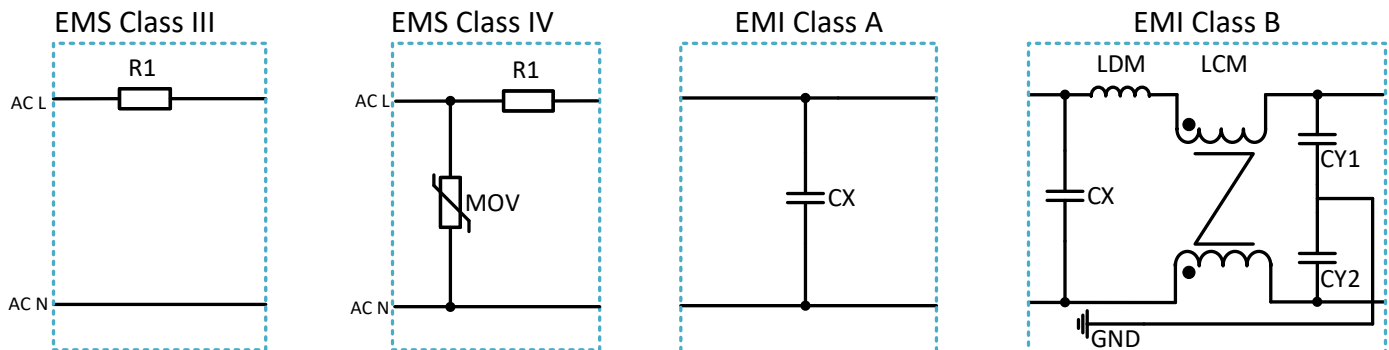 EMS Class III
EMS Class IV
EMI Class A
EMI Class B
R1
AC L
AC N
R1
AC L
MOV
AC N
CX
LDM
LCM
CX
CY1
CY2
GND